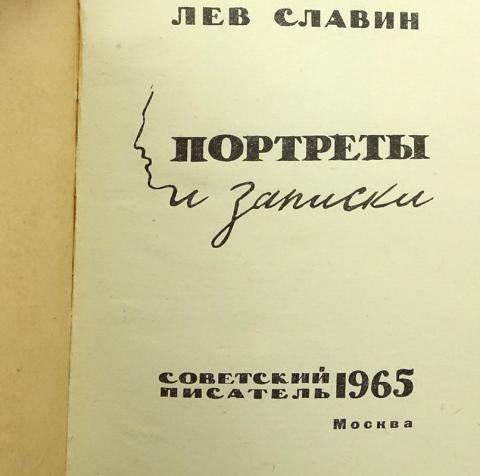 ЛЕВ СЛАВИН
ПОРТРЕТЫ
и записки
СОВЕТСКИЙ
ПИСАТЕЛЬ 1965
Москва